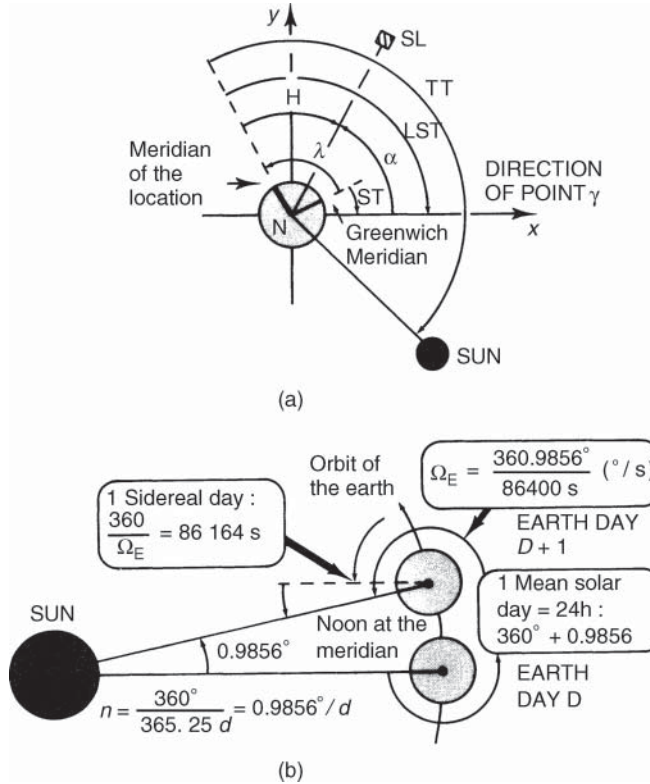 y
SL
TT
H
LST
Meridian
of the
location
λ
α
ST
DIRECTION
OF POINT γ
N
Greenwich
Meridian
x
SUN
(a)
Orbit of
the earth
Ω_E = 360.9856° / 86400 s (°/s)
1 Sidereal day :
360 / Ω_E = 86 164 s
EARTH DAY
D + 1
1 Mean solar
day = 24h :
360° + 0.9856
SUN
Noon at the
meridian
0.9856°
EARTH
DAY D
n = 360° / 365. 25 d = 0.9856°/d
(b)